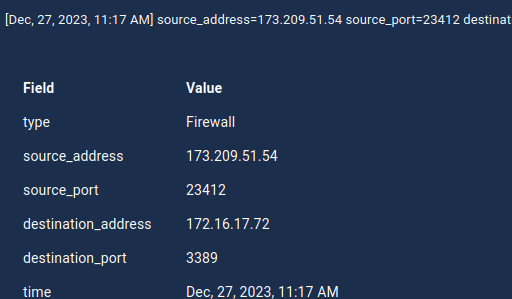 [Dec, 27, 2023, 11:17 AM] source_address=173.209.51.54 source_port=23412 destinat
Field Value
type Firewall
source_address 173.209.51.54
source_port 23412
destination_address 172.16.17.72
destination_port 3389
time Dec, 27, 2023, 11:17 AM